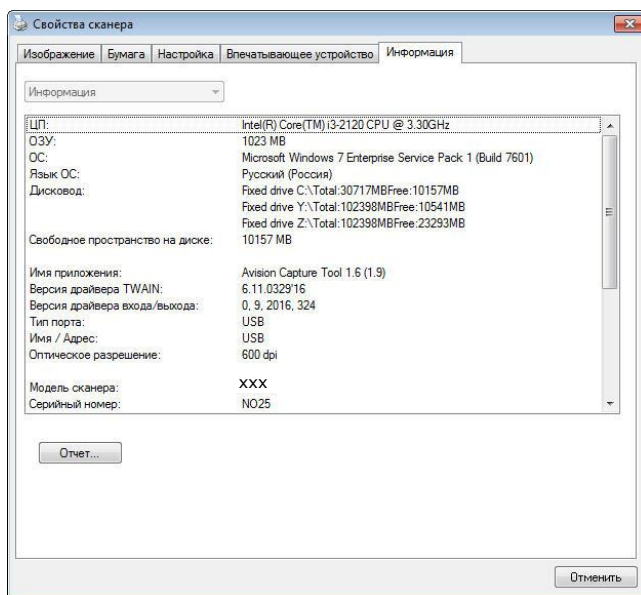 Свойства сканера
Изображение Бумага Настройка Впечатывающее устройство Информация
Информация
ЦП: Intel(R) Core(TM) i3-2120 CPU @ 3.30GHz
ОЗУ: 1023 MB
ОС: Microsoft Windows 7 Enterprise Service Pack 1 (Build 7601)
Язык ОС: Русский (Россия)
Дисковод: Fixed drive C:\Total:30717MBFree:10157MB
Fixed drive Y:\Total:102398MBFree:10541MB
Fixed drive Z:\Total:102398MBFree:23293MB
Свободное пространство на диске: 10157 MB
Имя приложения: Avision Capture Tool 1.6 (1.9)
Версия драйвера TWAIN: 6.11.0329'16
Версия драйвера входа/выхода: 0, 9, 2016, 324
Тип порта: USB
Имя / Адрес: USB
Оптическое разрешение: 600 dpi
Модель сканера: XXX
Серийный номер: NO25
Отчет...
Отменить